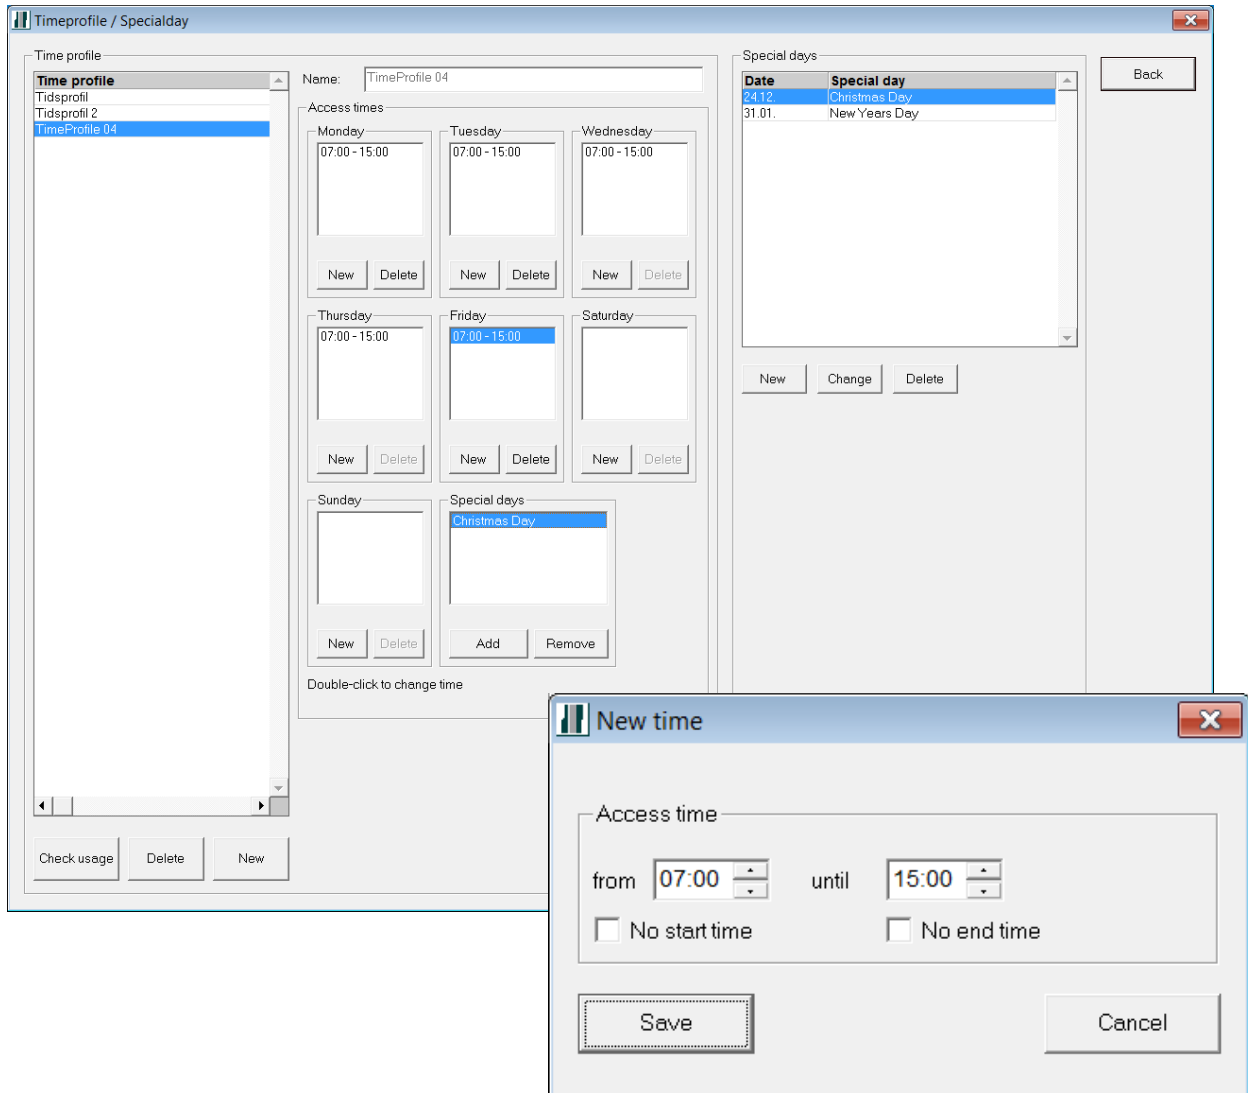 Timeprofile / Specialday
Time profile
Time profile
Tidsprofil
Tidsprofil 2
TimeProfile 04
Check usage Delete New
Name: TimeProfile 04
Access times
Monday Tuesday Wednesday
07:00 - 15:00 07:00 - 15:00 07:00 - 15:00
New Delete New Delete New Delete
Thursday Friday Saturday
07:00 - 15:00 07:00 - 15:00
New Delete New Delete New Delete
Sunday Special days
Christmas Day
New Delete Add Remove
Double-click to change time
Special days
Date Special day
24.12. Christmas Day
31.01. New Years Day
New Change Delete
Back
New time
Access time
from 07:00 until 15:00
No start time No end time
Save Cancel